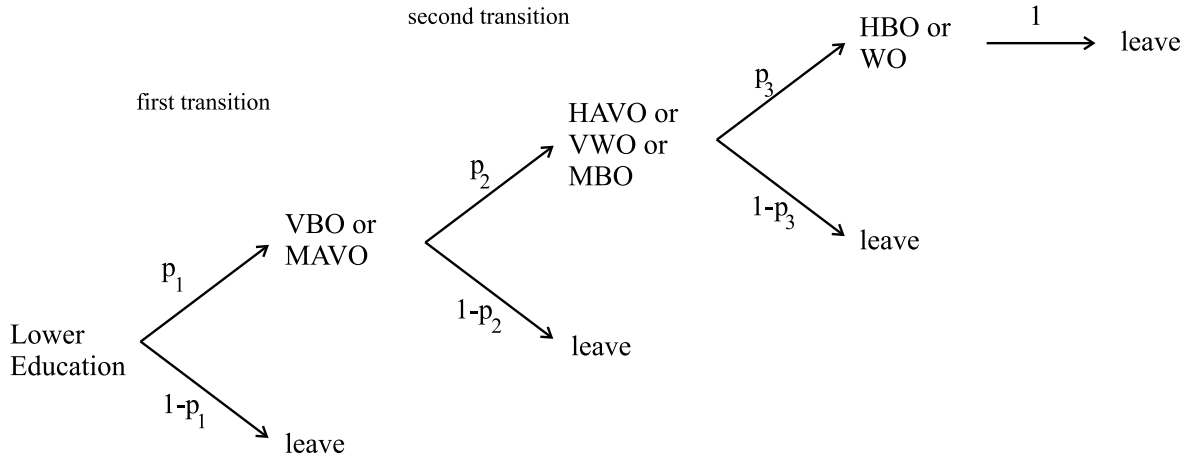 second transition
HBO or
WO
1
leave
first transition
p3
HAVO or
VWO or
MBO
p2
1-p3
leave
VBO or
MAVO
p1
1-p2
leave
Lower
Education
1-p1
leave